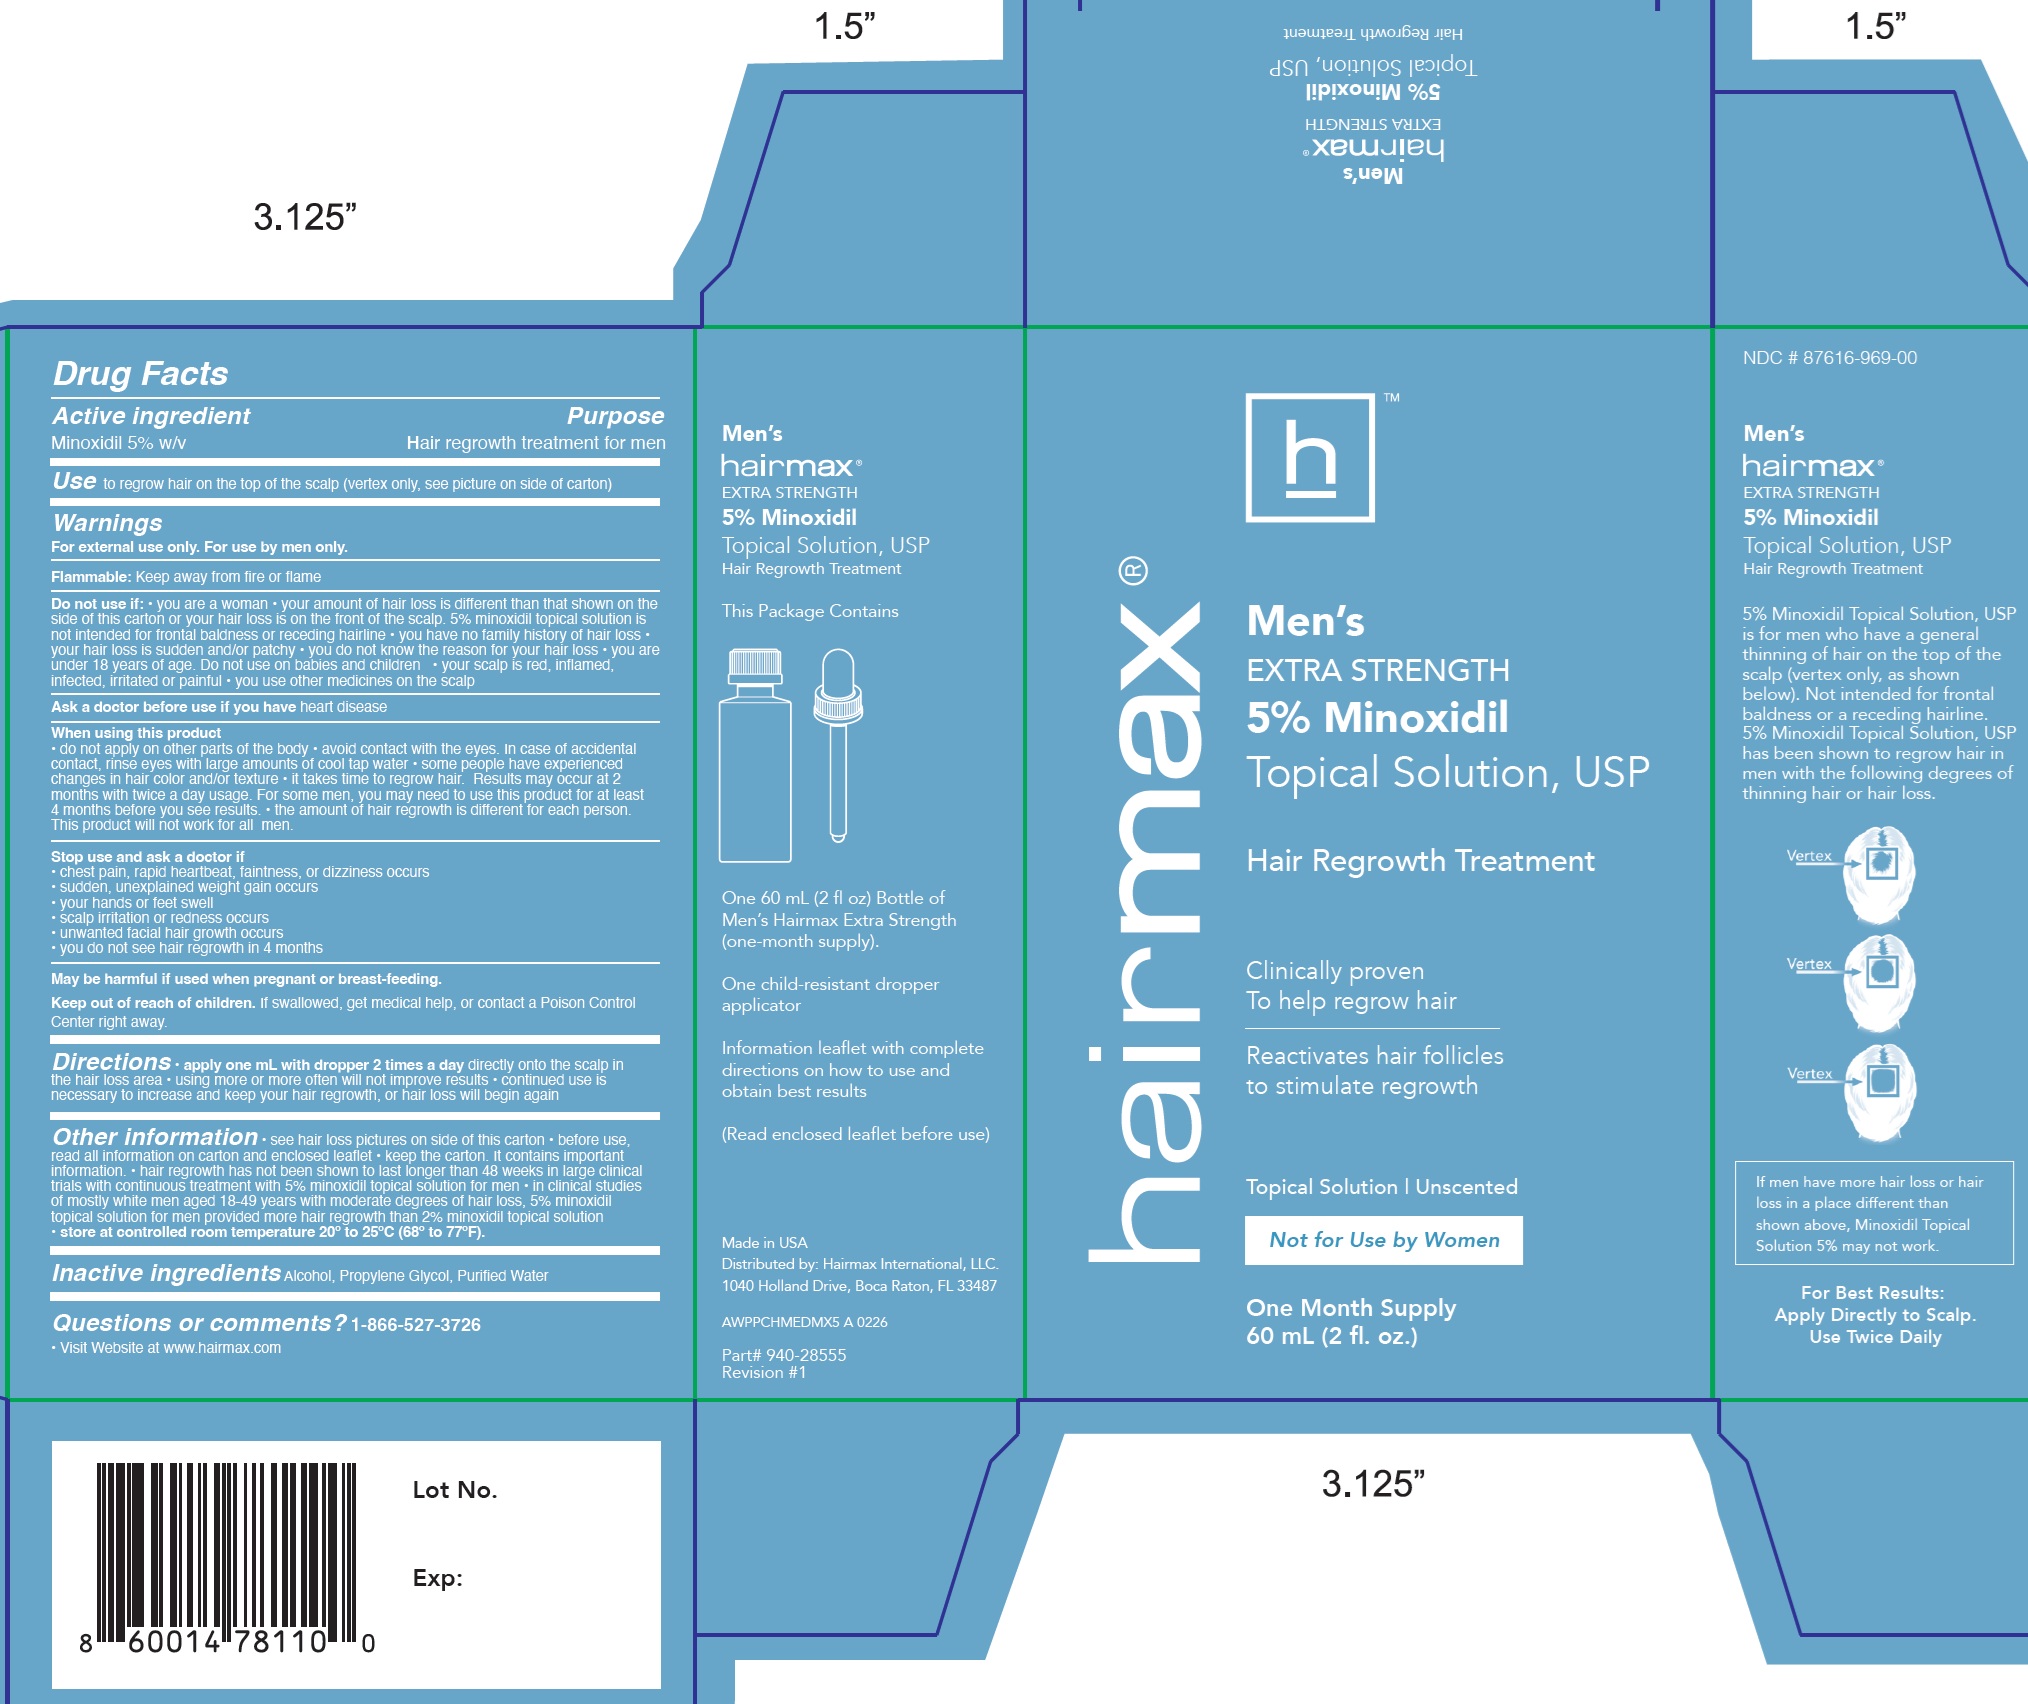 1.5”
1.5”
3.125”
Men’s
hairmax®
EXTRA STRENGTH
5% Minoxidil
Topical Solution, USP
Hair Regrowth Treatment
Drug Facts
Active ingredient Purpose
Minoxidil 5% w/v Hair regrowth treatment for men
Use to regrow hair on the top of the scalp (vertex only, see picture on side of carton)
Warnings
For external use only. For use by men only.
Flammable: Keep away from fire or flame
Do not use if: • you are a woman • your amount of hair loss is different than that shown on the
side of this carton or your hair loss is on the front of the scalp. 5% minoxidil topical solution is
not intended for frontal baldness or receding hairline • you have no family history of hair loss •
your hair loss is sudden and/or patchy • you do not know the reason for your hair loss • you are
under 18 years of age. Do not use on babies and children • your scalp is red, inflamed,
infected, irritated or painful • you use other medicines on the scalp
Ask a doctor before use if you have heart disease
When using this product
• do not apply on other parts of the body • avoid contact with the eyes. In case of accidental
contact, rinse eyes with large amounts of cool tap water • some people have experienced
changes in hair color and/or texture • it takes time to regrow hair. Results may occur at 2
months with twice a day usage. For some men, you may need to use this product for at least
4 months before you see results. • the amount of hair regrowth is different for each person.
This product will not work for all men.
Stop use and ask a doctor if
• chest pain, rapid heartbeat, faintness, or dizziness occurs
• sudden, unexplained weight gain occurs
• your hands or feet swell
• scalp irritation or redness occurs
• unwanted facial hair growth occurs
• you do not see hair regrowth in 4 months
May be harmful if used when pregnant or breast-feeding.
Keep out of reach of children. If swallowed, get medical help, or contact a Poison Control
Center right away.
Directions • apply one mL with dropper 2 times a day directly onto the scalp in
the hair loss area • using more or more often will not improve results • continued use is
necessary to increase and keep your hair regrowth, or hair loss will begin again
Other information • see hair loss pictures on side of this carton • before use,
read all information on carton and enclosed leaflet • keep the carton. It contains important
information. • hair regrowth has not been shown to last longer than 48 weeks in large clinical
trials with continuous treatment with 5% minoxidil topical solution for men • in clinical studies
of mostly white men aged 18-49 years with moderate degrees of hair loss, 5% minoxidil
topical solution for men provided more hair regrowth than 2% minoxidil topical solution
• store at controlled room temperature 20º to 25ºC (68º to 77ºF).
Inactive ingredients Alcohol, Propylene Glycol, Purified Water
Questions or comments? 1-866-527-3726
• Visit Website at www.hairmax.com
8 60014 78110 0
Lot No.
Exp:
Men’s
hairmax®
EXTRA STRENGTH
5% Minoxidil
Topical Solution, USP
Hair Regrowth Treatment
This Package Contains
One 60 mL (2 fl oz) Bottle of
Men’s Hairmax Extra Strength
(one-month supply).
One child-resistant dropper
applicator
Information leaflet with complete
directions on how to use and
obtain best results
(Read enclosed leaflet before use)
Made in USA
Distributed by: Hairmax International, LLC.
1040 Holland Drive, Boca Raton, FL 33487
AWPPCHMEDMX5 A 0226
Part# 940-28555
Revision #1
hairmax®
h™
Men’s
EXTRA STRENGTH
5% Minoxidil
Topical Solution, USP
Hair Regrowth Treatment
Clinically proven
To help regrow hair
Reactivates hair follicles
to stimulate regrowth
Topical Solution | Unscented
Not for Use by Women
One Month Supply
60 mL (2 fl. oz.)
3.125”
NDC # 87616-969-00
Men’s
hairmax®
EXTRA STRENGTH
5% Minoxidil
Topical Solution, USP
Hair Regrowth Treatment
5% Minoxidil Topical Solution, USP
is for men who have a general
thinning of hair on the top of the
scalp (vertex only, as shown
below). Not intended for frontal
baldness or a receding hairline.
5% Minoxidil Topical Solution, USP
has been shown to regrow hair in
men with the following degrees of
thinning hair or hair loss.
Vertex
Vertex
Vertex
If men have more hair loss or hair
loss in a place different than
shown above, Minoxidil Topical
Solution 5% may not work.
For Best Results:
Apply Directly to Scalp.
Use Twice Daily